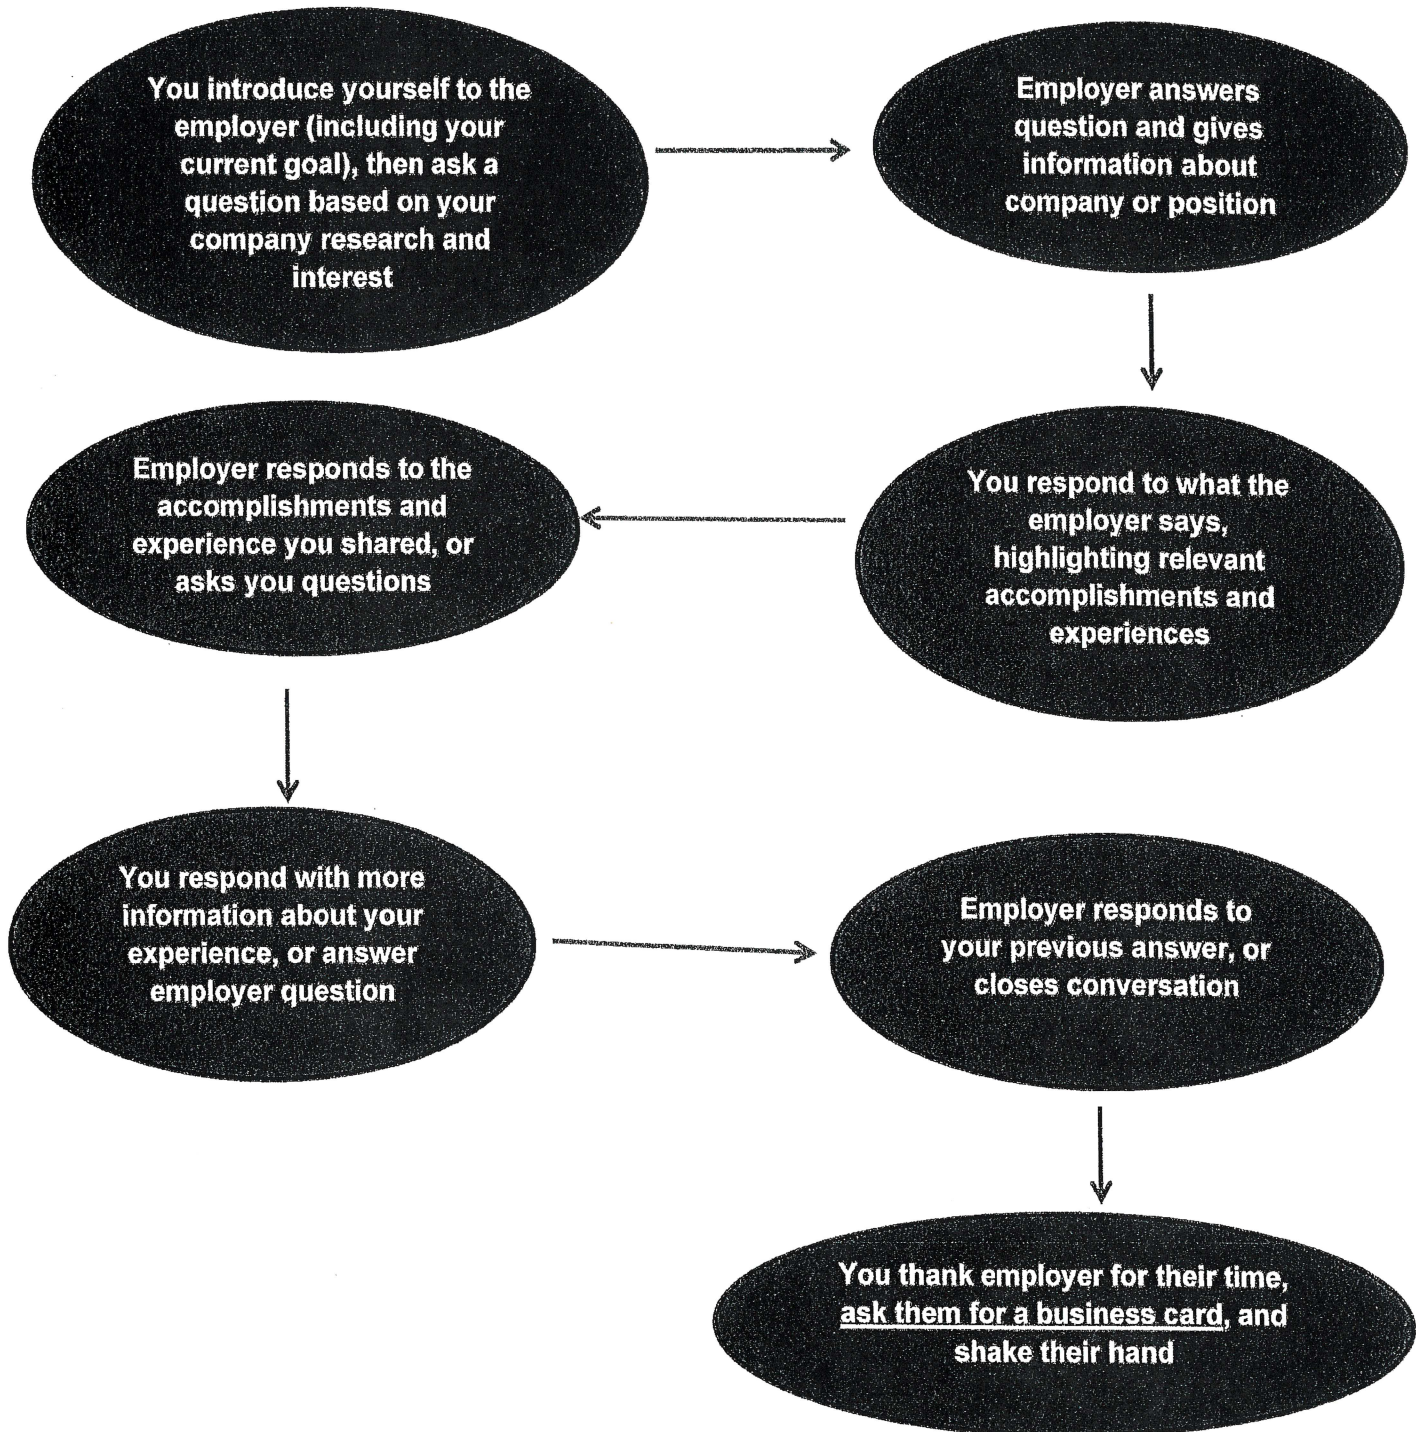 You introduce yourself to the
employer (including your
current goal), then ask a
question based on your
company research and
interest
Employer answers
question and gives
information about
company or position
You respond to what the
employer says,
highlighting relevant
accomplishments and
experiences
Employer responds to the
accomplishments and
experience you shared, or
asks you questions
You respond with more
information about your
experience, or answer
employer question
Employer responds to
your previous answer, or
closes conversation
You thank employer for their time,
ask them for a business card, and
shake their hand